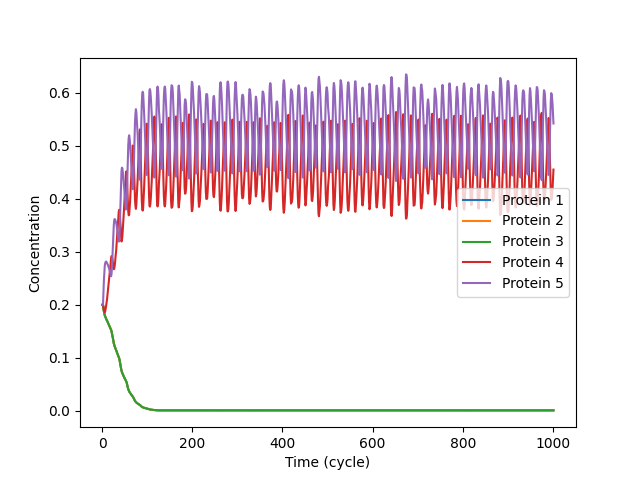 Concentration
0.6
0.5
0.4
0.3
0.2
0.1
0.0
Protein 1
Protein 2
Protein 3
Protein 4
Protein 5
0 200 400 600 800 1000
Time (cycle)